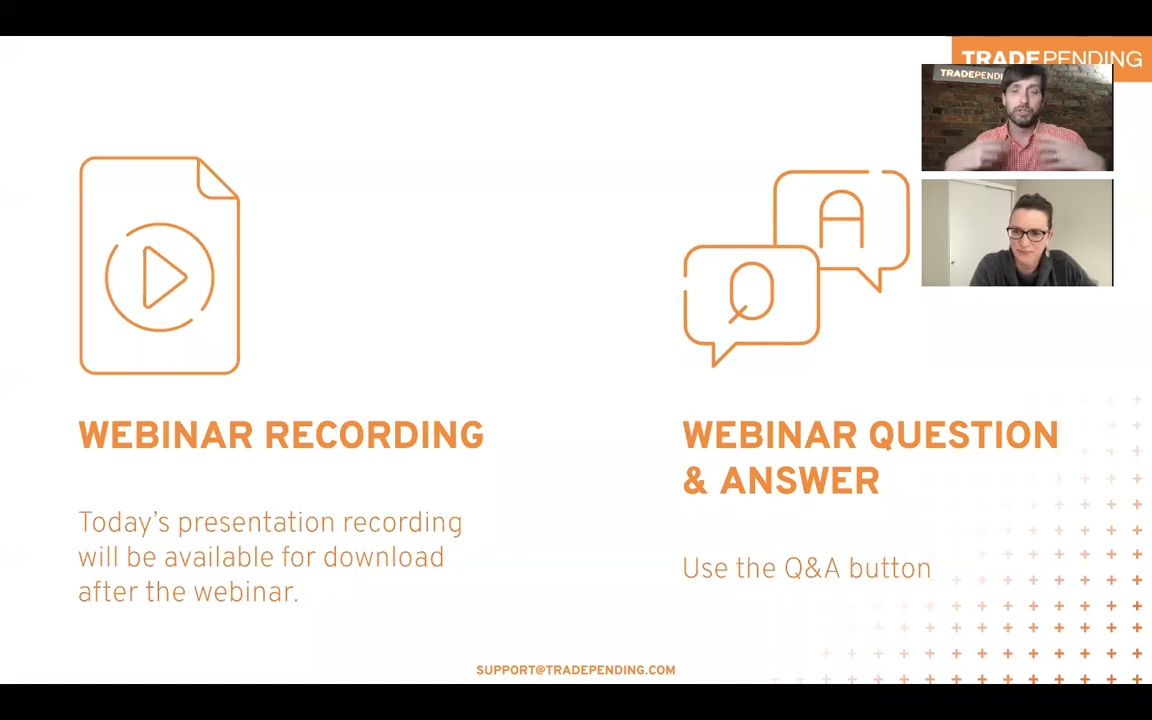 TRADEPENDING
TRADEPENDI
A
Q
WEBINAR RECORDING
Today's presentation recording
will be available for download
after the webinar.
WEBINAR QUESTION
& ANSWER
Use the Q&A button
SUPPORT@TRADEPENDING.COM